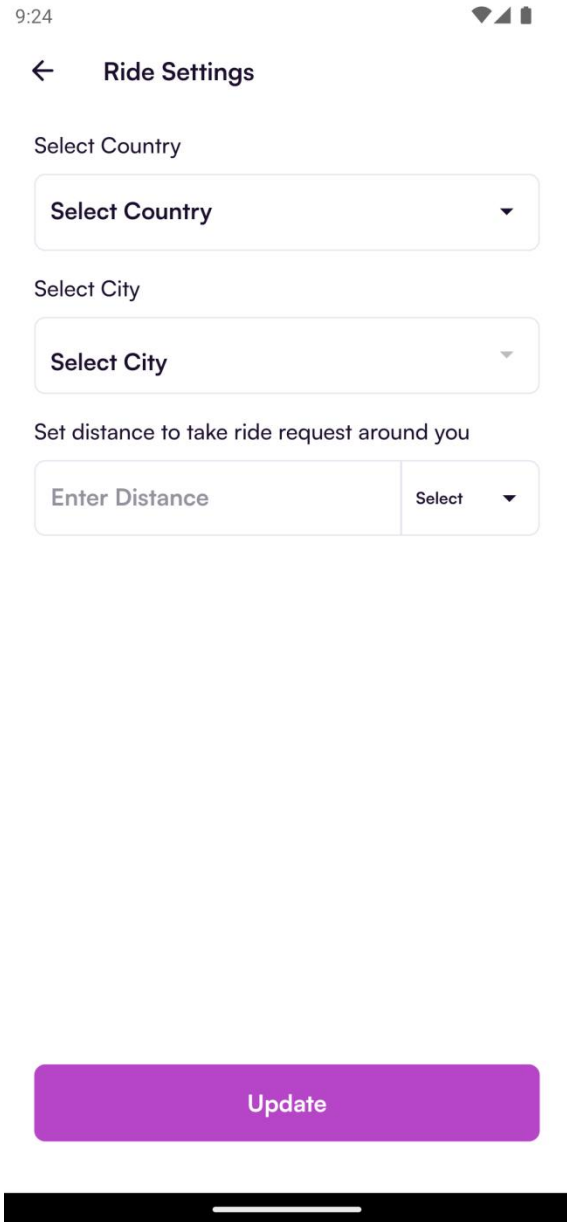 9:24
Ride Settings
Select Country
Select Country
Select City
Select City
Set distance to take ride request around you
Enter Distance Select
Update